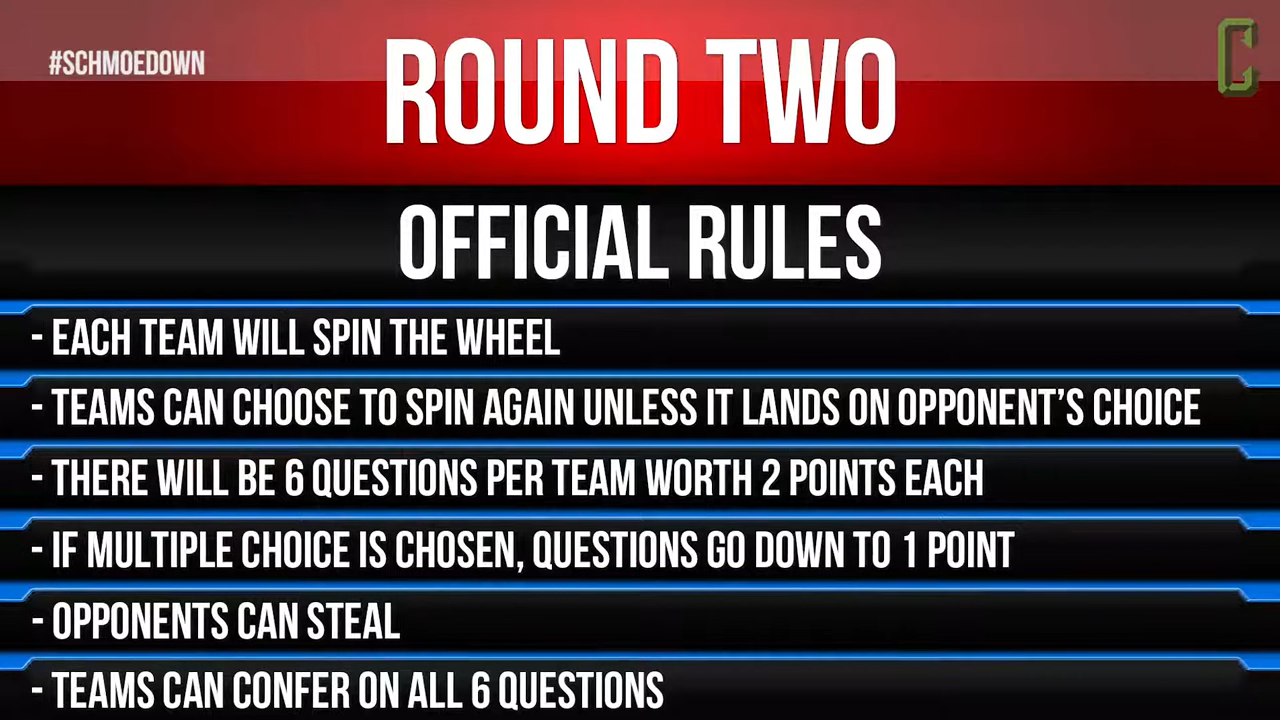 #SCHMOEDOWN
ROUND TWO
OFFICIAL RULES
- EACH TEAM WILL SPIN THE WHEEL
- TEAMS CAN CHOOSE TO SPIN AGAIN UNLESS IT LANDS ON OPPONENT'S CHOICE
- THERE WILL BE 6 QUESTIONS PER TEAM WORTH 2 POINTS EACH
- IF MULTIPLE CHOICE IS CHOSEN, QUESTIONS GO DOWN TO 1 POINT
- OPPONENTS CAN STEAL
- TEAMS CAN CONFER ON ALL 6 QUESTIONS